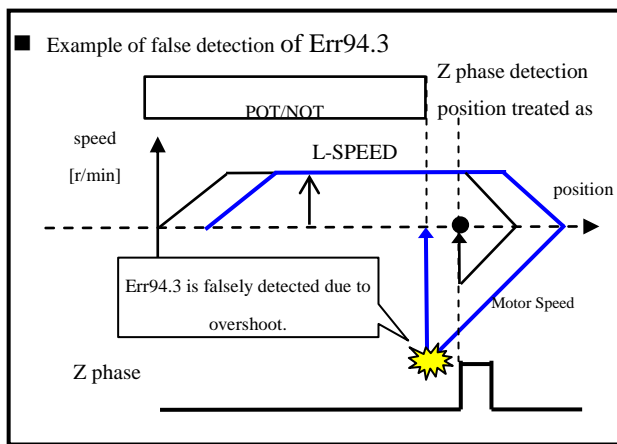 ■ Example of false detection of Err94.3
Z phase detection
position treated as
POT/NOT
speed
[r/min]
L-SPEED
position
Err94.3 is falsely detected due to
overshoot.
Motor Speed
Z phase